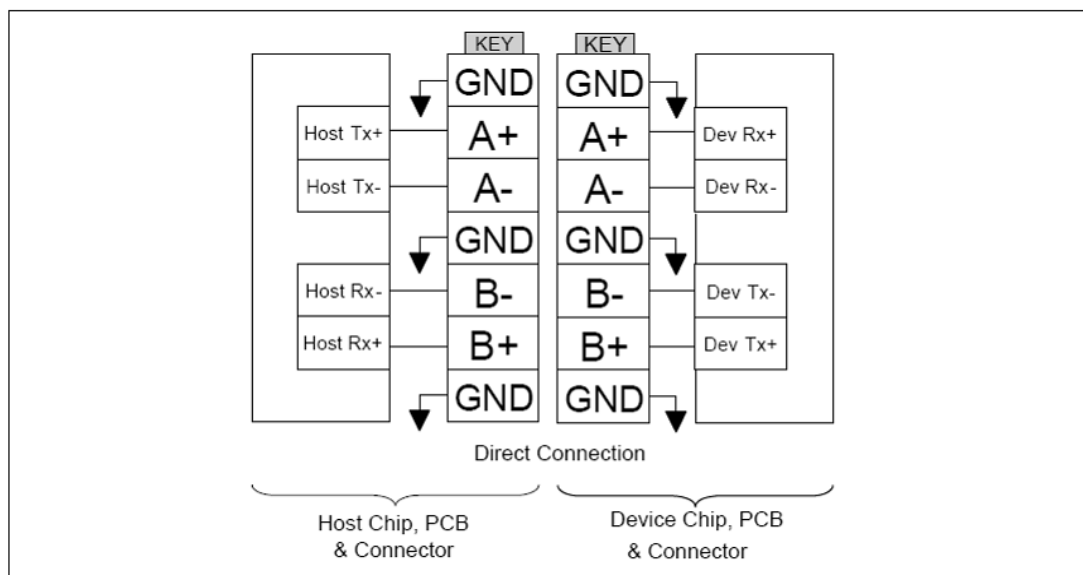 KEY KEY
GND GND
Host Tx+ A+ A+ Dev Rx+
Host Tx- A- A- Dev Rx-
GND GND
Host Rx- B- B- Dev Tx-
Host Rx+ B+ B+ Dev Tx+
GND GND
Direct Connection
Host Chip, PCB Device Chip, PCB
& Connector & Connector